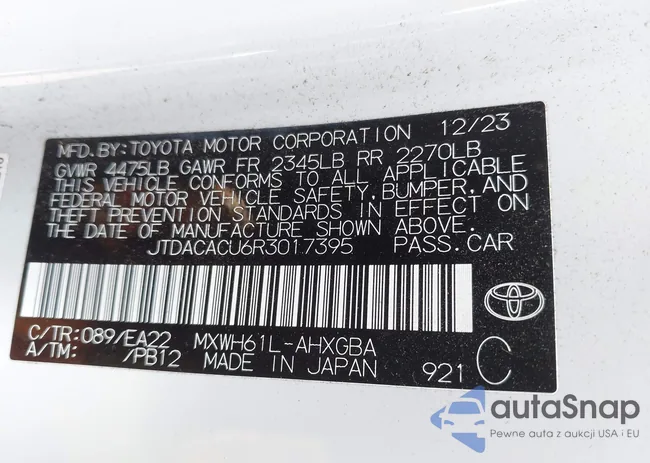 MFD.BY:TOYOTA MOTOR CORPORATION 12/23
GVWR 4475LB GAWR FR 2345LB RR 2270LB
THIS VEHICLE CONFORMS TO ALL APPLICABLE
FEDERAL MOTOR VEHICLE SAFETY,BUMPER,AND
THEFT PREVENTION STANDARDS IN EFFECT ON
THE DATE OF MANUFACTURE SHOWN ABOVE.
JTDACACU6R3017395 PASS.CAR
C/TR:089/EA22 MXWH61L-AHXGBA
A/TM: /PB12 MADE IN JAPAN 921 C
autaSnap
Pewne auta z aukcji USA i EU